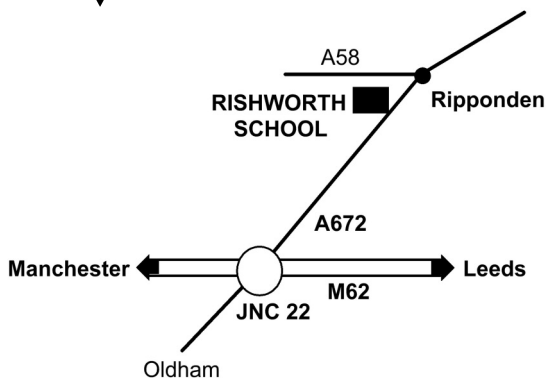 A58
RISHWORTH
SCHOOL
Ripponden
A672
Manchester
Leeds
M62
JNC 22
Oldham